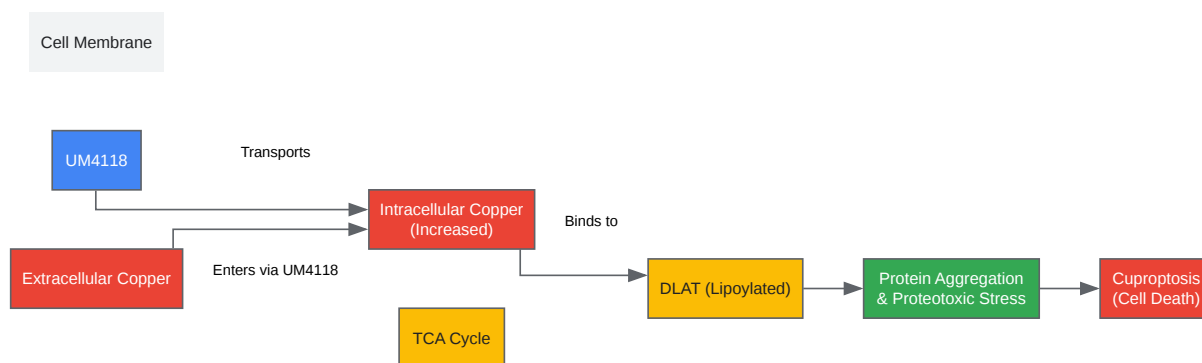 Cell Membrane
UM4118
Transports
Intracellular Copper
(Increased)
Binds to
Extracellular Copper
Enters via UM4118
DLAT (Lipoylated)
Protein Aggregation
& Proteotoxic Stress
Cuproptosis
(Cell Death)
TCA Cycle